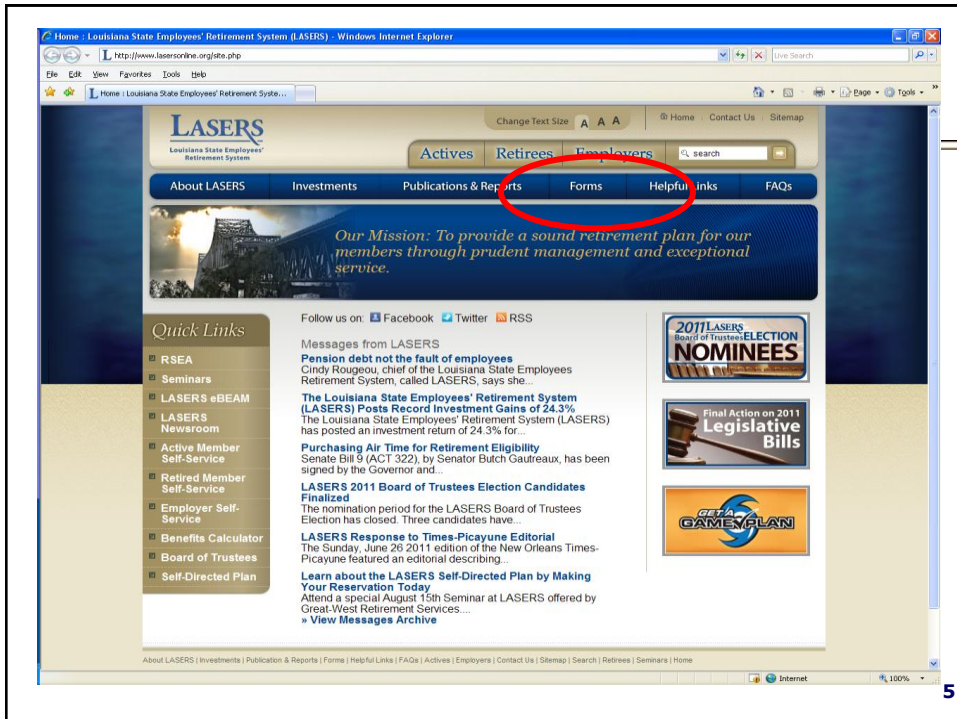 Home : Louisiana State Employees' Retirement System (LASERS) - Windows Internet Explorer
http://www.lasersonline.org/site.php
Live Search
File Edit View Favorites Tools Help
Home : Louisiana State Employees' Retirement Syste...
Page Tools
LASERS
Louisiana State Employees'
Retirement System
Change Text Size A A A
Home Contact Us Sitemap
Actives Retirees Employers search
About LASERS Investments Publications & Reports Forms Helpful Links FAQs
Our Mission: To provide a sound retirement plan for our
members through prudent management and exceptional
service.
Quick Links
RSEA
Seminars
LASERS eBEAM
LASERS
Newsroom
Active Member
Self-Service
Retired Member
Self-Service
Employer Self-
Service
Benefits Calculator
Board of Trustees
Self-Directed Plan
Follow us on: Facebook Twitter RSS
Messages from LASERS
Pension debt not the fault of employees
Cindy Rougeou, chief of the Louisiana State Employees
Retirement System, called LASERS, says she...
The Louisiana State Employees' Retirement System
(LASERS) Posts Record Investment Gains of 24.3%
The Louisiana State Employees' Retirement System (LASERS)
has posted an investment return of 24.3% for...
Purchasing Air Time for Retirement Eligibility
Senate Bill 9 (ACT 322), by Senator Butch Gautreaux, has been
signed by the Governor and...
LASERS 2011 Board of Trustees Election Candidates
Finalized
The nomination period for the LASERS Board of Trustees
Election has closed. Three candidates have...
LASERS Response to Times-Picayune Editorial
The Sunday, June 26 2011 edition of the New Orleans Times-
Picayune featured an editorial describing...
Learn about the LASERS Self-Directed Plan by Making
Your Reservation Today
Attend a special August 15th Seminar at LASERS offered by
Great-West Retirement Services....
» View Messages Archive
2011 LASERS
Board of Trustees ELECTION
NOMINEES
Final Action on 2011
Legislative
Bills
GET A
GAME PLAN
About LASERS | Investments | Publication & Reports | Forms | Helpful Links | FAQs | Actives | Employers | Contact Us | Sitemap | Search | Retirees | Seminars | Home
Internet 100%
5